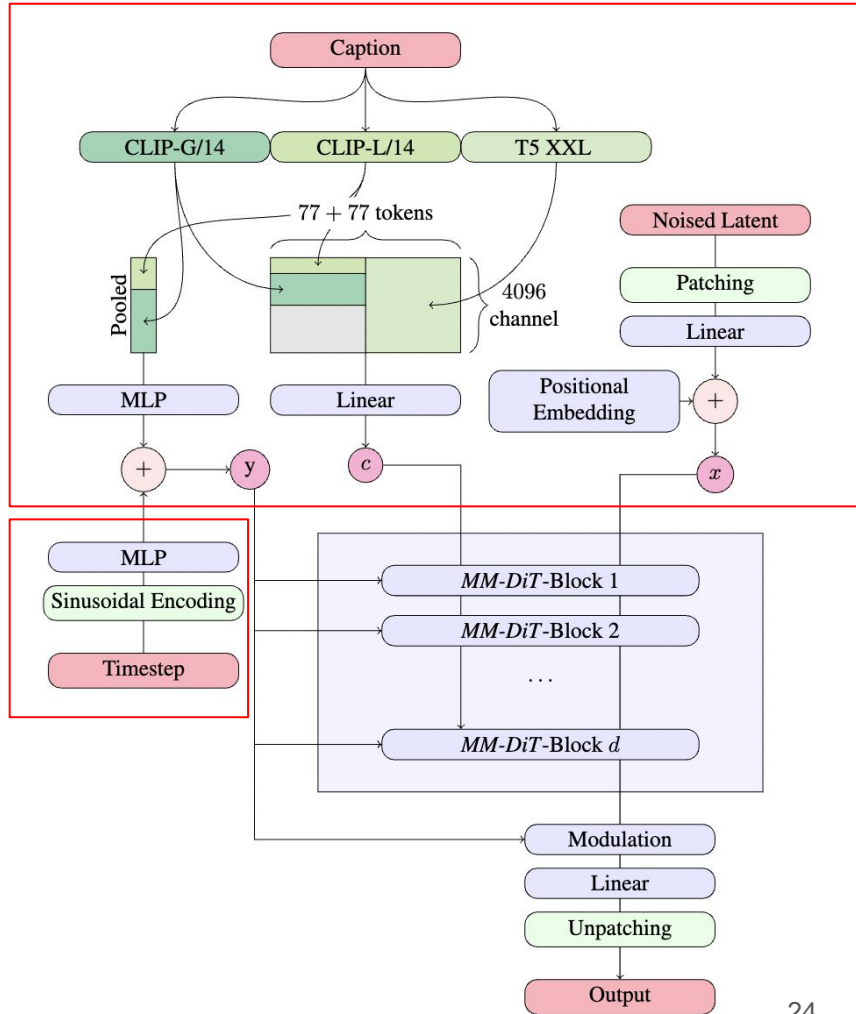 Caption
CLIP-G/14
CLIP-L/14
T5 XXL
77 + 77 tokens
Noised Latent
Pooled
4096
channel
Patching
Linear
MLP
Linear
Positional
Embedding
+
+
y
c
x
MLP
Sinusoidal Encoding
Timestep
MM-DiT-Block 1
MM-DiT-Block 2
. . .
MM-DiT-Block d
Modulation
Linear
Unpatching
Output
24